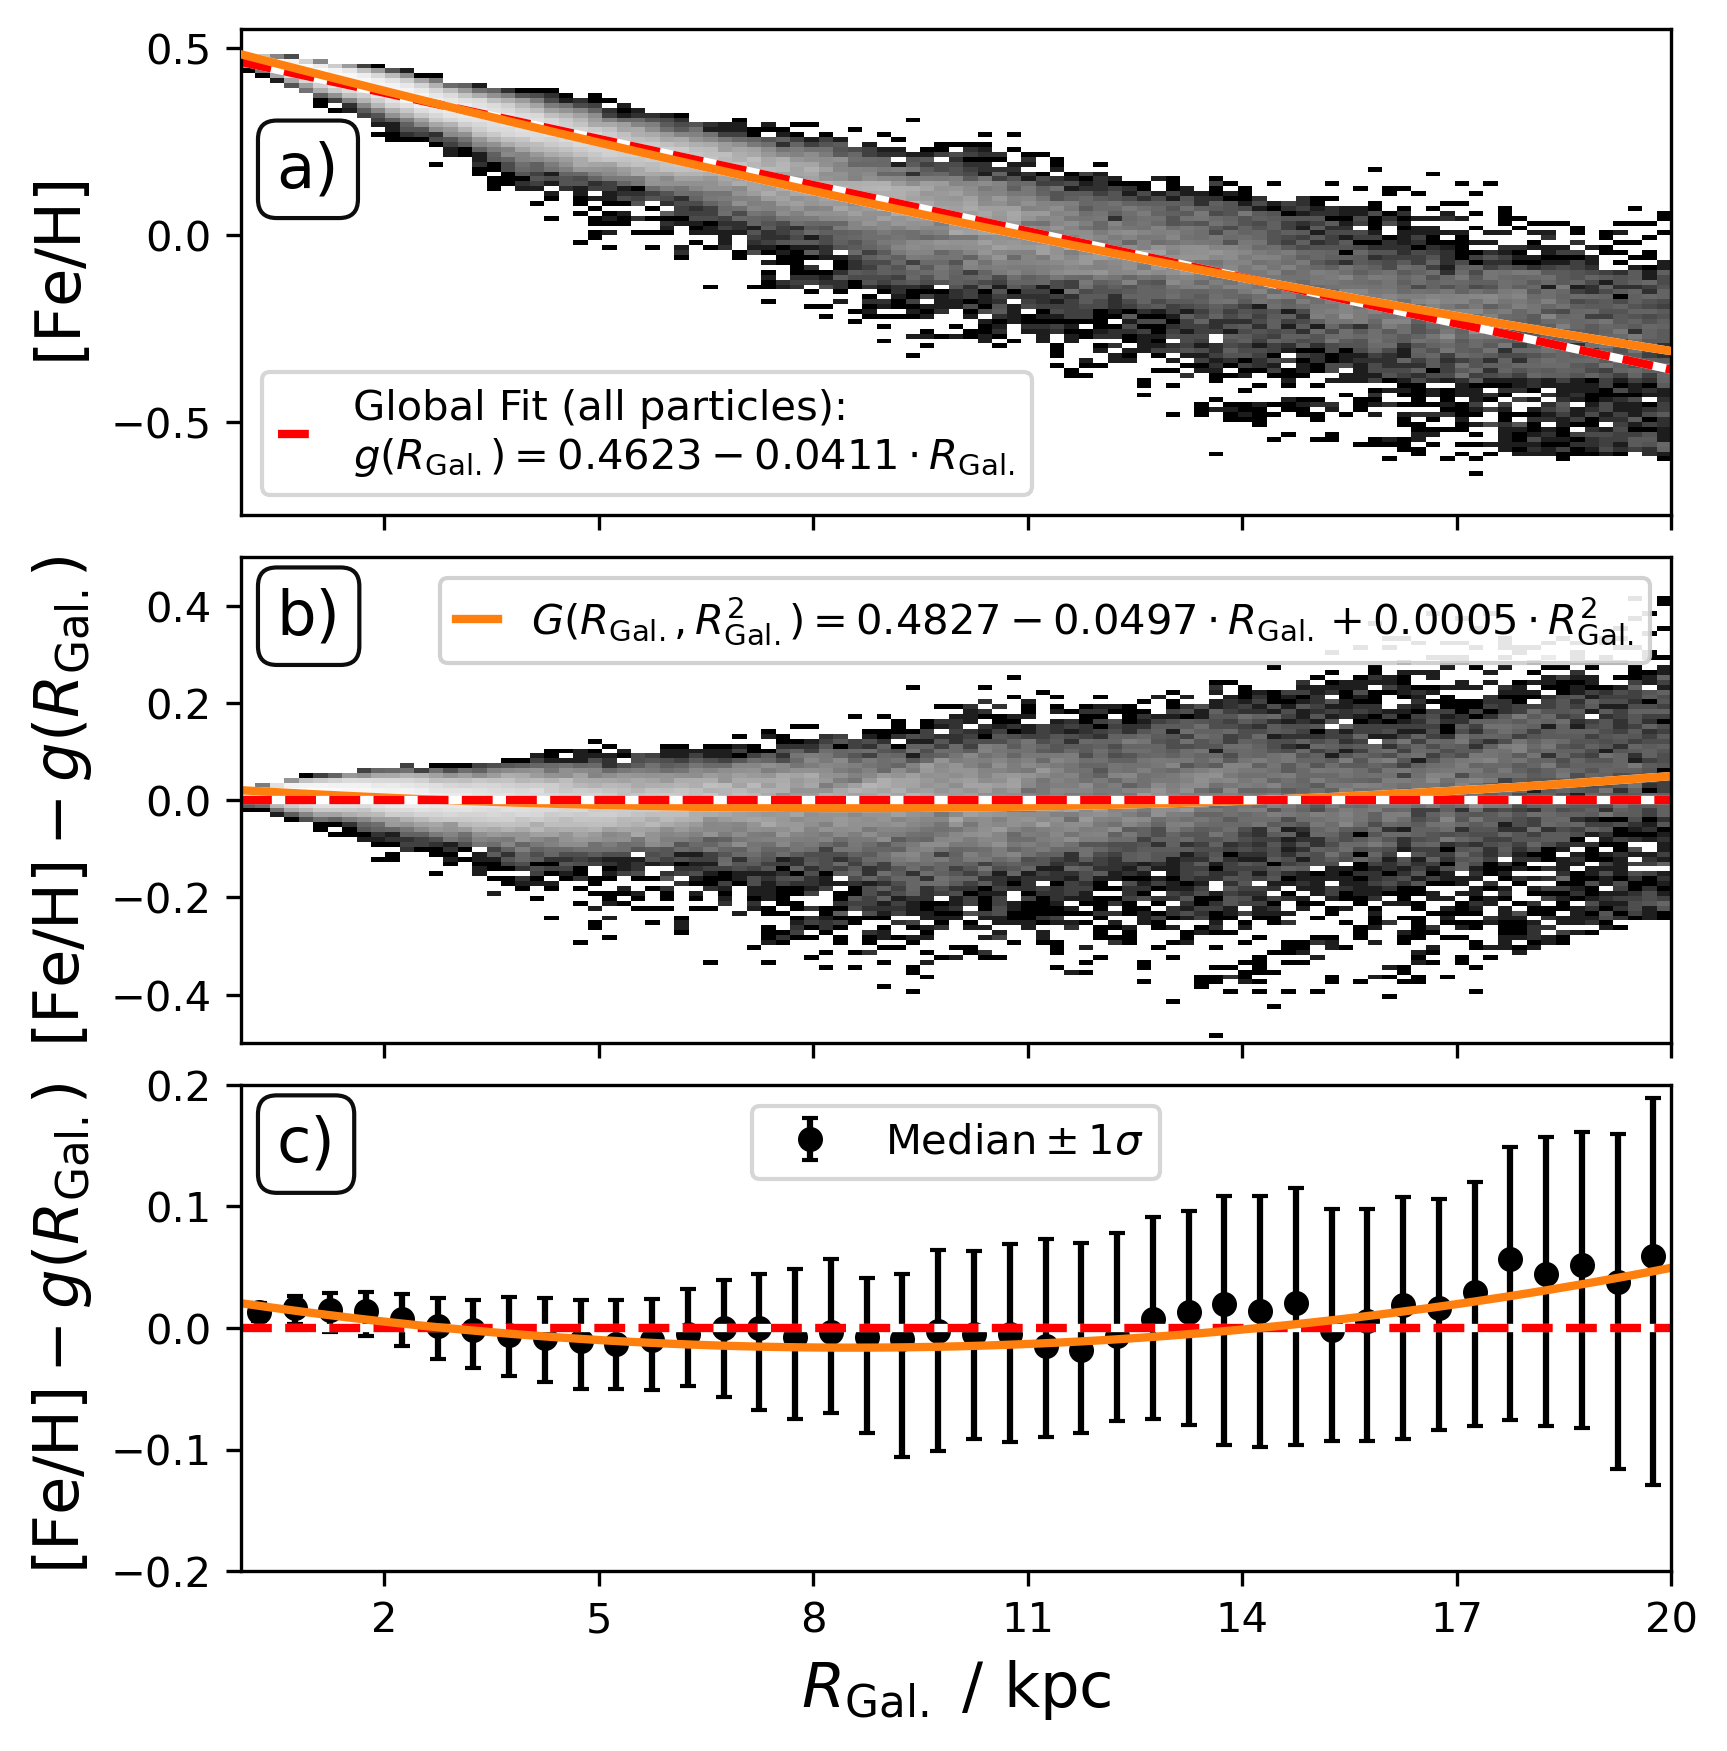 0.5
0.0
−0.5
[Fe/H]
a)
Global Fit (all particles):
g(R_Gal.) = 0.4623 − 0.0411 · R_Gal.
0.4
0.2
0.0
−0.2
−0.4
[Fe/H] − g(R_Gal.)
b)
G(R_Gal., R²_Gal.) = 0.4827 − 0.0497 · R_Gal. + 0.0005 · R²_Gal.
0.2
0.1
0.0
−0.1
−0.2
[Fe/H] − g(R_Gal.)
c)
Median ± 1σ
2 5 8 11 14 17 20
R_Gal. / kpc